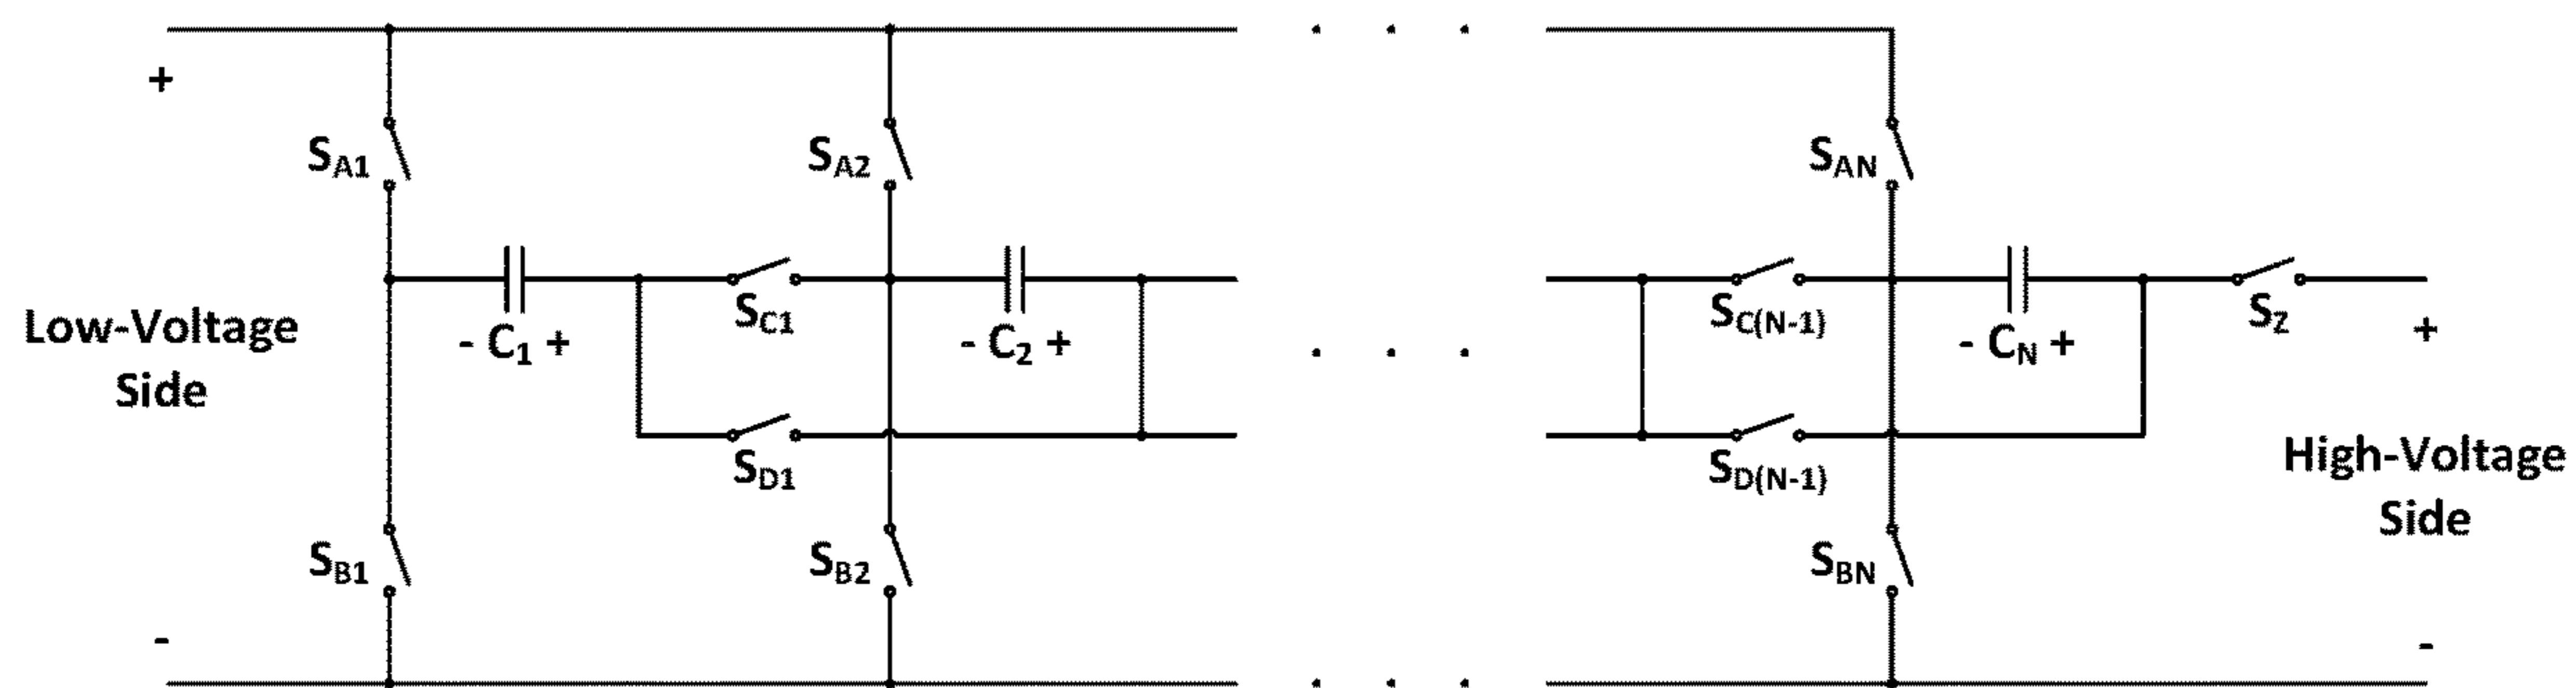 +
S_A1
S_A2
S_AN
S_C1
S_C(N-1)
S_Z
Low-Voltage
Side
- C_1 +
- C_2 +
- C_N +
+
S_D1
S_D(N-1)
High-Voltage
Side
S_B1
S_B2
S_BN
-
-